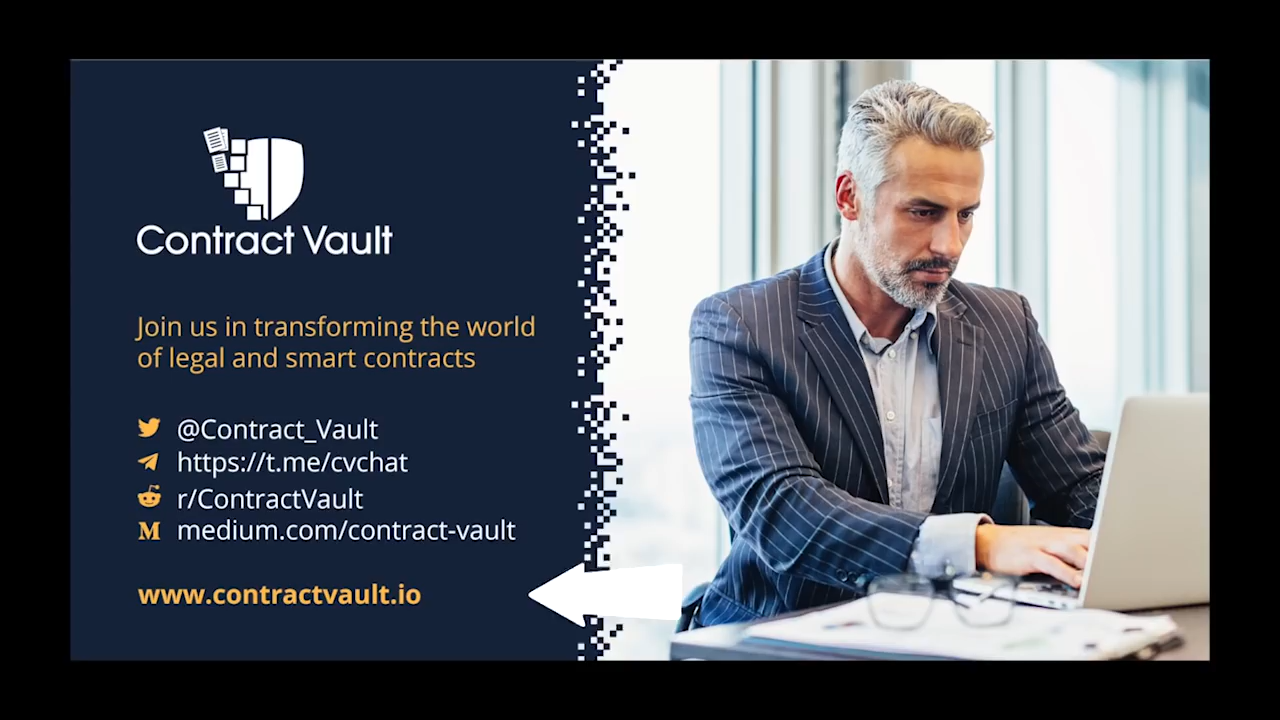 Contract Vault
Join us in transforming the world
of legal and smart contracts
@Contract_Vault
https://t.me/cvchat
r/ContractVault
medium.com/contract-vault
www.contractvault.io